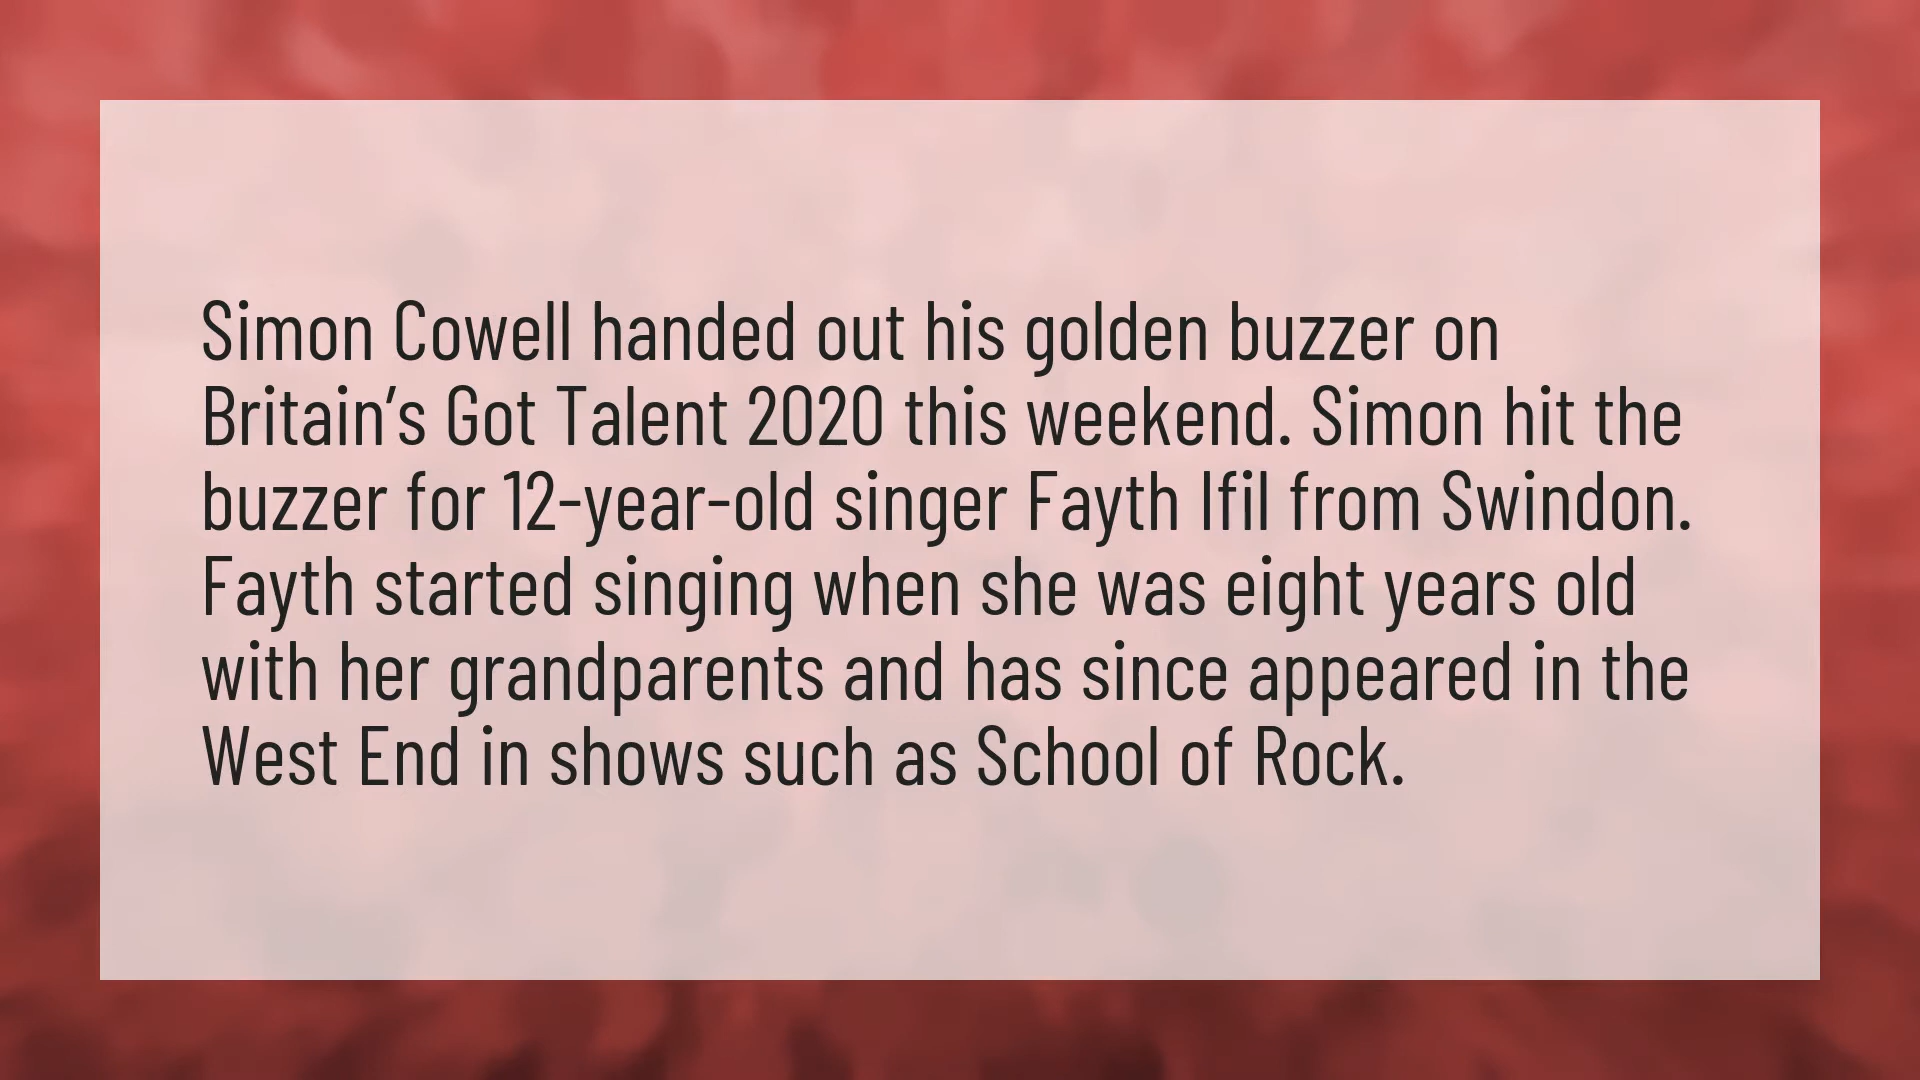 Simon Cowell handed out his golden buzzer on
Britain’s Got Talent 2020 this weekend. Simon hit the
buzzer for 12-year-old singer Fayth Ifil from Swindon.
Fayth started singing when she was eight years old
with her grandparents and has since appeared in the
West End in shows such as School of Rock.